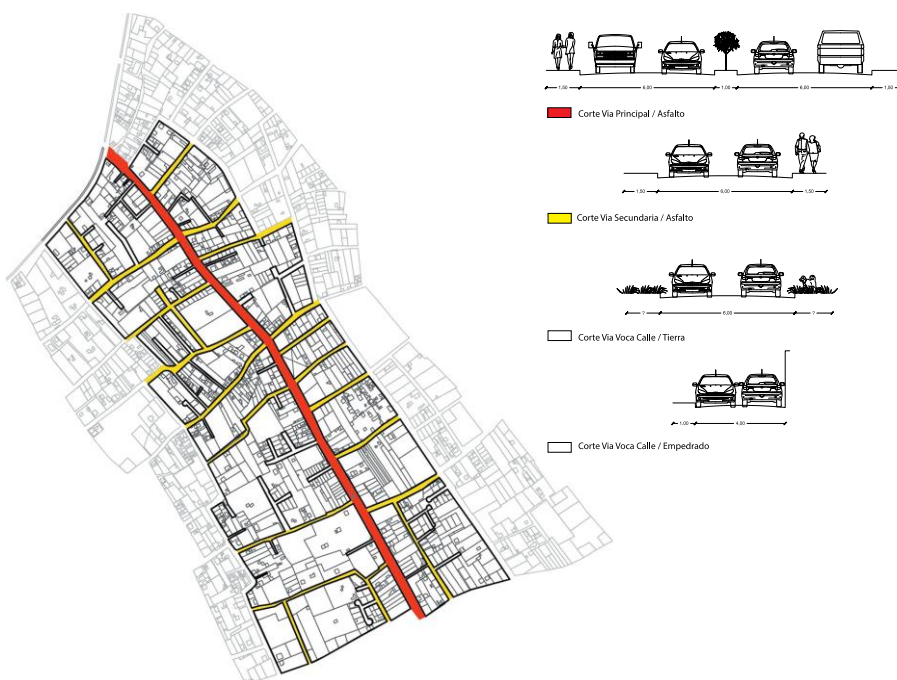 1,50 6,00 1,00 6,00 1,50
Corte Via Principal / Asfalto
1,50 6,00 1,50
Corte Via Secundaria / Asfalto
? 6,00 ?
Corte Via Voca Calle / Tierra
1,00 4,00
Corte Via Voca Calle / Empedrado